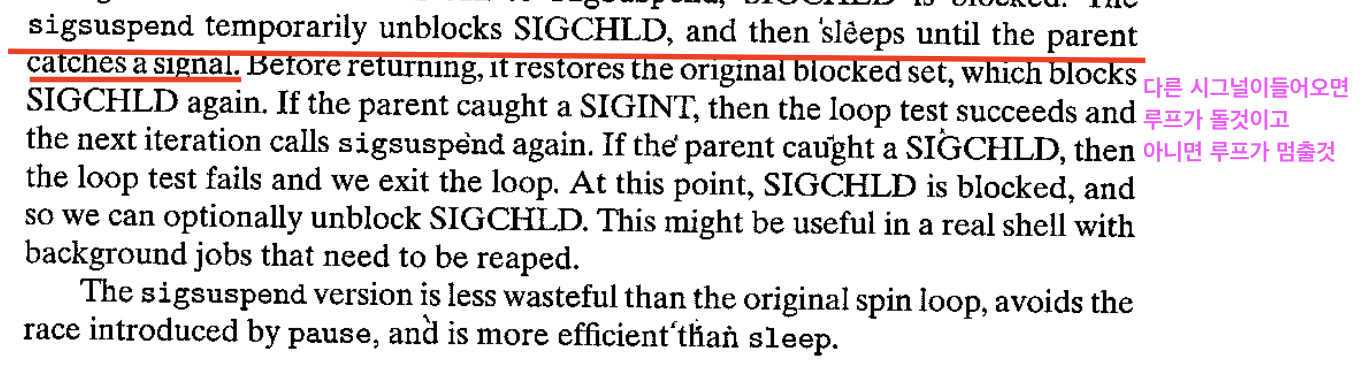 sigsuspend temporarily unblocks SIGCHLD, and then sleeps until the parent
catches a signal. Before returning, it restores the original blocked set, which blocks
다른 시그널이들어오면
SIGCHLD again. If the parent caught a SIGINT, then the loop test succeeds and
루프가 돌것이고
the next iteration calls sigsuspend again. If the parent caught a SIGCHLD, then
아니면 루프가 멈출것
the loop test fails and we exit the loop. At this point, SIGCHLD is blocked, and
so we can optionally unblock SIGCHLD. This might be useful in a real shell with
background jobs that need to be reaped.
The sigsuspend version is less wasteful than the original spin loop, avoids the
race introduced by pause, and is more efficient than sleep.